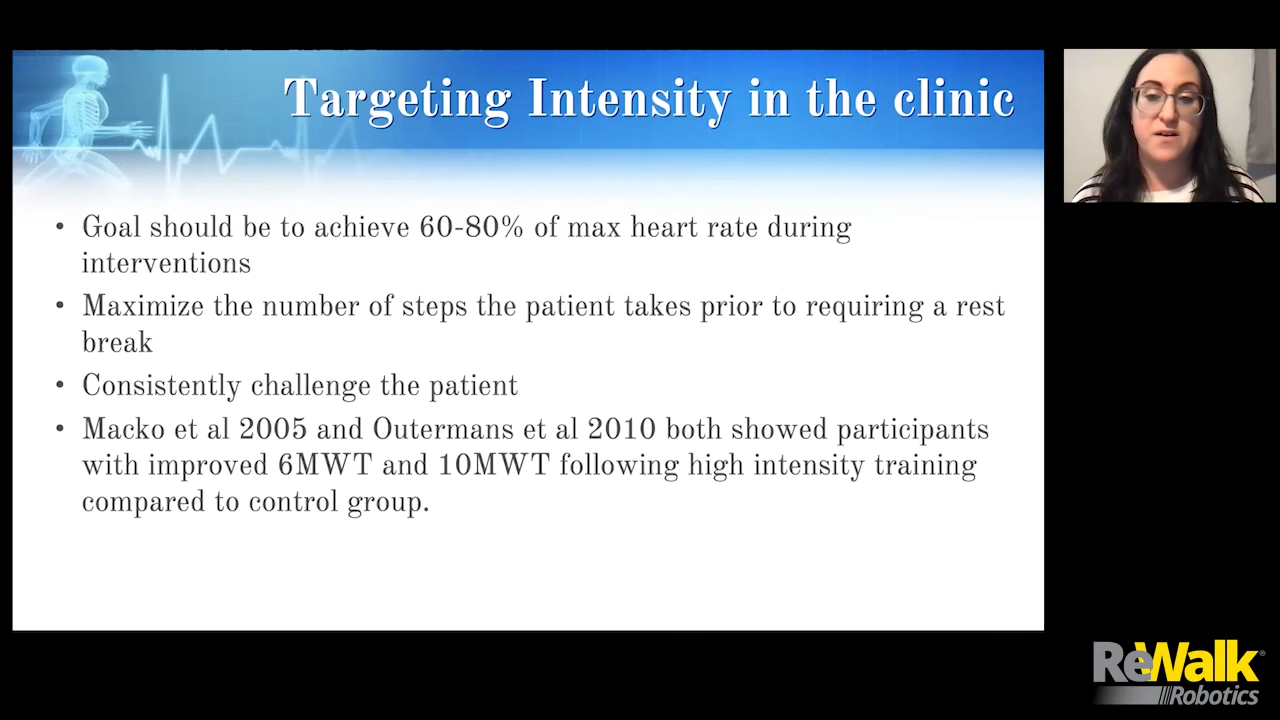 Targeting Intensity in the clinic
• Goal should be to achieve 60-80% of max heart rate during
interventions
• Maximize the number of steps the patient takes prior to requiring a rest
break
• Consistently challenge the patient
• Macko et al 2005 and Outermans et al 2010 both showed participants
with improved 6MWT and 10MWT following high intensity training
compared to control group.
ReWalk®
Robotics